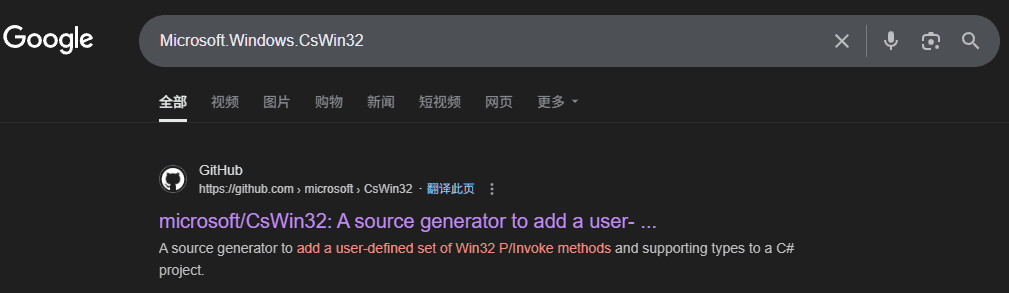 Google
Microsoft.Windows.CsWin32
全部 视频 图片 购物 新闻 短视频 网页 更多
GitHub
https://github.com › microsoft › CsWin32 · 翻译此页
microsoft/CsWin32: A source generator to add a user- ...
A source generator to add a user-defined set of Win32 P/Invoke methods and supporting types to a C#
project.